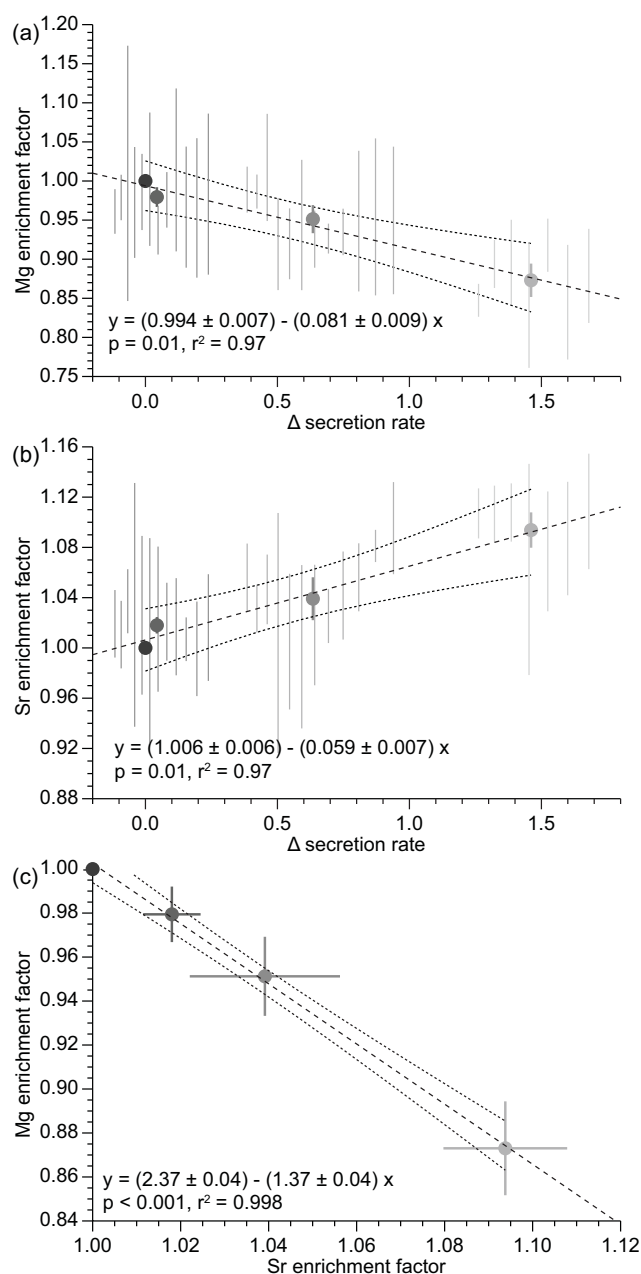 (a)
1.20
1.15
1.10
1.05
1.00
0.95
0.90
0.85
0.80
0.75
Mg enrichment factor
y = (0.994 ± 0.007) - (0.081 ± 0.009) x
p = 0.01, r² = 0.97
0.0 0.5 1.0 1.5
Δ secretion rate
(b)
1.16
1.12
1.08
1.04
1.00
0.96
0.92
0.88
Sr enrichment factor
y = (1.006 ± 0.006) - (0.059 ± 0.007) x
p = 0.01, r² = 0.97
0.0 0.5 1.0 1.5
Δ secretion rate
(c)
1.00
0.98
0.96
0.94
0.92
0.90
0.88
0.86
0.84
Mg enrichment factor
y = (2.37 ± 0.04) - (1.37 ± 0.04) x
p < 0.001, r² = 0.998
1.00 1.02 1.04 1.06 1.08 1.10 1.12
Sr enrichment factor